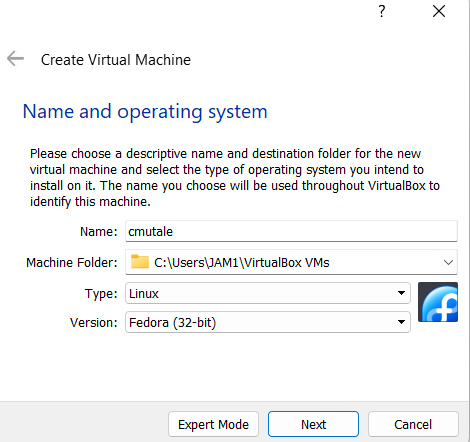 ?
Create Virtual Machine
Name and operating system
Please choose a descriptive name and destination folder for the new
virtual machine and select the type of operating system you intend to
install on it. The name you choose will be used throughout VirtualBox to
identify this machine.
Name: cmutale
Machine Folder: C:\Users\JAM1\VirtualBox VMs
Type: Linux
Version: Fedora (32-bit)
Expert Mode Next Cancel